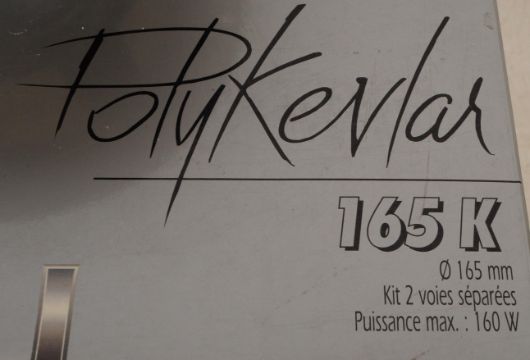 PolyKevlar
165 K
Ø 165 mm
Kit 2 voies séparées
Puissance max. : 160 W